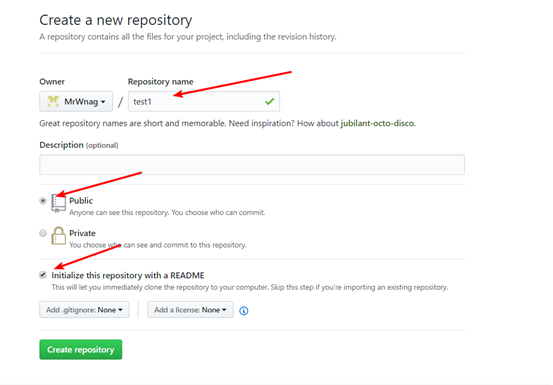 Create a new repository
A repository contains all the files for your project, including the revision history.
Owner Repository name
MrWnag / test1
Great repository names are short and memorable. Need inspiration? How about jubilant-octo-disco.
Description (optional)
Public
Anyone can see this repository. You choose who can commit.
Private
You choose who can see and commit to this repository.
Initialize this repository with a README
This will let you immediately clone the repository to your computer. Skip this step if you're importing an existing repository.
Add .gitignore: None Add a license: None
Create repository